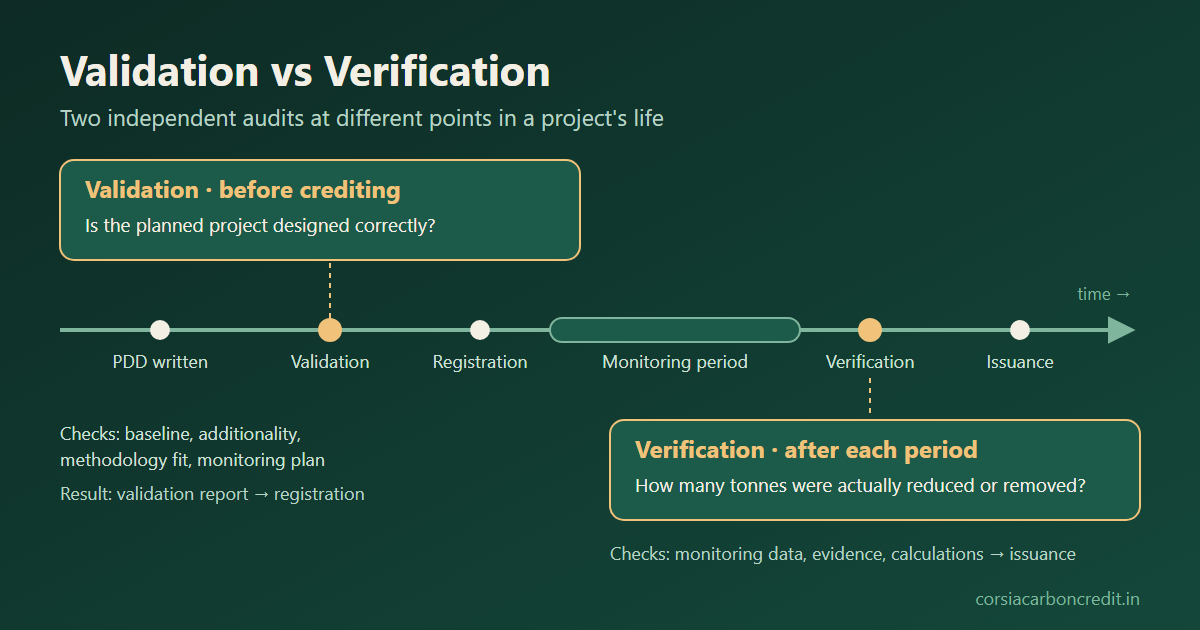 Validation vs Verification
Two independent audits at different points in a project's life
Validation · before crediting
Is the planned project designed correctly?
time →
PDD written
Validation
Registration
Monitoring period
Verification
Issuance
Checks: baseline, additionality,
methodology fit, monitoring plan
Result: validation report → registration
Verification · after each period
How many tonnes were actually reduced or removed?
Checks: monitoring data, evidence, calculations → issuance
corsiacarboncredit.in